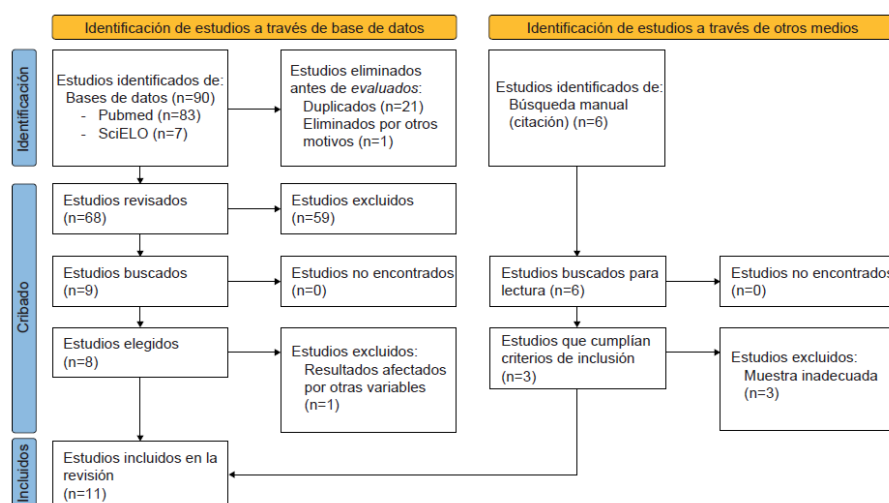 Identificación de estudios a través de base de datos
Identificación de estudios a través de otros medios
Identificación
Estudios identificados de:
Bases de datos (n=90)
- Pubmed (n=83)
- SciELO (n=7)
Estudios eliminados
antes de evaluados:
Duplicados (n=21)
Eliminados por otros
motivos (n=1)
Estudios identificados de:
Búsqueda manual
(citación) (n=6)
Cribado
Estudios revisados
(n=68)
Estudios excluidos
(n=59)
Estudios buscados
(n=9)
Estudios no encontrados
(n=0)
Estudios buscados para
lectura (n=6)
Estudios no encontrados
(n=0)
Estudios elegidos
(n=8)
Estudios excluidos:
Resultados afectados
por otras variables
(n=1)
Estudios que cumplían
criterios de inclusión
(n=3)
Estudios excluidos:
Muestra inadecuada
(n=3)
Incluidos
Estudios incluidos en la
revisión
(n=11)